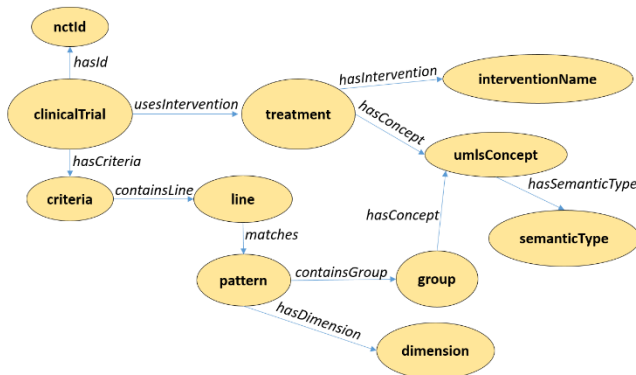 nctId
hasId
clinicalTrial
usesIntervention
treatment
hasIntervention
interventionName
hasConcept
umlsConcept
hasSemanticType
semanticType
hasCriteria
criteria
containsLine
line
matches
pattern
containsGroup
group
hasConcept
hasDimension
dimension